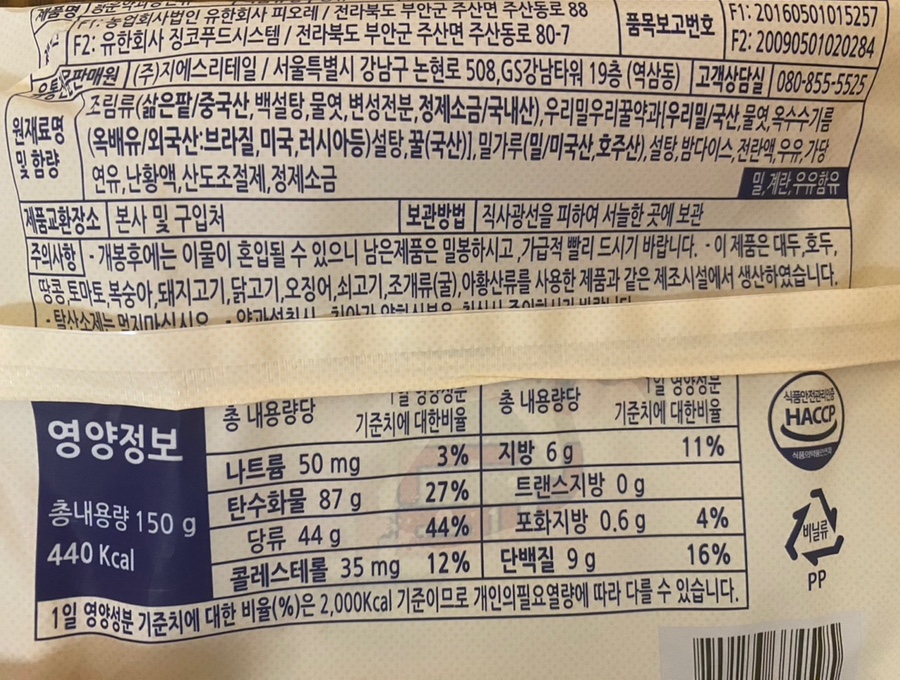 제품명
F1: 농업회사법인 유한회사 피오레 / 전라북도 부안군 주산면 주산동로 88
F2: 유한회사 징코푸드시스템 / 전라북도 부안군 주산면 주산동로 80-7
품목보고번호
F1: 20160501015257
F2: 20090501020284
유통전문판매원 (주)지에스리테일 / 서울특별시 강남구 논현로 508,GS강남타워 19층 (역삼동) 고객상담실 080-855-5525
원재료명 및 함량
조림류(삶은팥/중국산,백설탕,물엿,변성전분,정제소금/국내산),우리밀우리꿀약과[우리밀/국산,물엿,옥수수기름
(옥배유/외국산:브라질,미국,러시아등)설탕,꿀(국산)],밀가루(밀/미국산,호주산),설탕,밤다이스,전란액,우유,가당
연유,난황액,산도조절제,정제소금
밀,계란,우유함유
제품교환장소 본사 및 구입처 보관방법 직사광선을 피하여 서늘한 곳에 보관
주의사항 - 개봉후에는 이물이 혼입될 수 있으니 남은제품은 밀봉하시고,가급적 빨리 드시기 바랍니다. - 이 제품은 대두,호두,
땅콩,토마토,복숭아,돼지고기,닭고기,오징어,쇠고기,조개류(굴),아황산류를 사용한 제품과 같은 제조시설에서 생산하였습니다.
- 탈산소제는 먹지마십시오. - 약과섭취시
영양정보
총내용량 150 g
440 Kcal
총 내용량당 1일 영양성분 기준치에 대한비율 총 내용량당 1일 영양성분 기준치에 대한비율
나트륨 50 mg 3% 지방 6 g 11%
탄수화물 87 g 27% 트랜스지방 0 g
당류 44 g 44% 포화지방 0.6 g 4%
콜레스테롤 35 mg 12% 단백질 9 g 16%
1일 영양성분 기준치에 대한 비율(%)은 2,000Kcal 기준이므로 개인의필요열량에 따라 다를 수 있습니다.
식품안전관리인증
HACCP
비닐류
PP